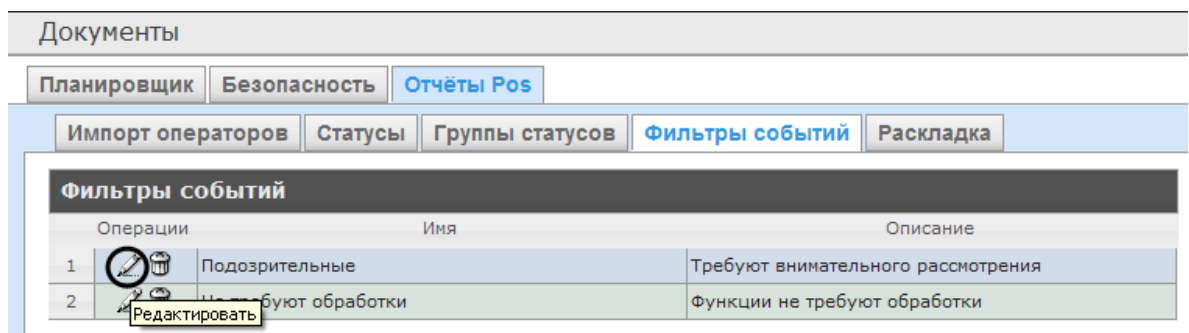 Документы
Планировщик Безопасность Отчёты Pos
Импорт операторов Статусы Группы статусов Фильтры событий Раскладка
Фильтры событий
Операции Имя Описание
1 Подозрительные Требуют внимательного рассмотрения
2 требуют обработки Функции не требуют обработки
Редактировать